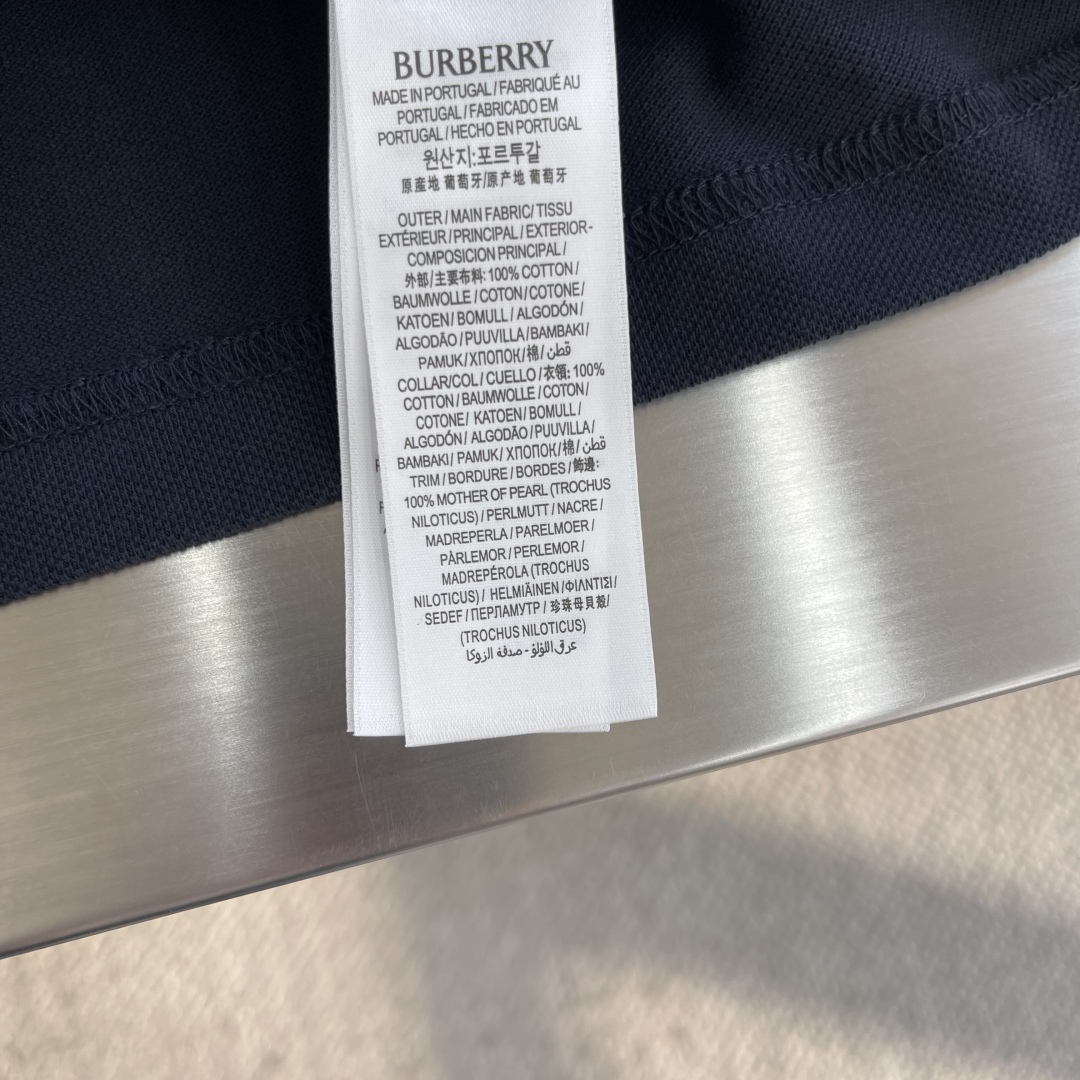 BURBERRY
MADE IN PORTUGAL / FABRIQUÉ AU
PORTUGAL / FABRICADO EM
PORTUGAL / HECHO EN PORTUGAL
원산지:포르투갈
原産地 葡萄牙/原产地 葡萄牙
OUTER / MAIN FABRIC/ TISSU
EXTÉRIEUR / PRINCIPAL / EXTERIOR-
COMPOSICION PRINCIPAL /
外部/主要布料: 100% COTTON /
BAUMWOLLE / COTON / COTONE /
KATOEN / BOMULL / ALGODÓN /
ALGODÃO / PUUVILLA / BAMBAKI /
PAMUK / ХПОПОК / 棉 / قطن
COLLAR/COL / CUELLO / 衣領: 100%
COTTON / BAUMWOLLE / COTON /
COTONE / KATOEN / BOMULL /
ALGODÓN / ALGODÃO / PUUVILLA /
BAMBAKI / PAMUK / ХПОПОК / 棉 / قطن
TRIM / BORDURE / BORDES / 飾邊:
100% MOTHER OF PEARL (TROCHUS
NILOTICUS) / PERLMUTT / NACRE /
MADREPERLA / PARELMOER /
PÄRLEMOR / PERLEMOR /
MADREPÉROLA (TROCHUS
NILOTICUS) / HELMIÄINEN / ΦΙΛΝΤΙΣΙ /
SEDEF / ПЕРЛАМУТР / 珍珠母貝殼/
(TROCHUS NILOTICUS)
عرق اللؤلؤ - صدفة الزوكا